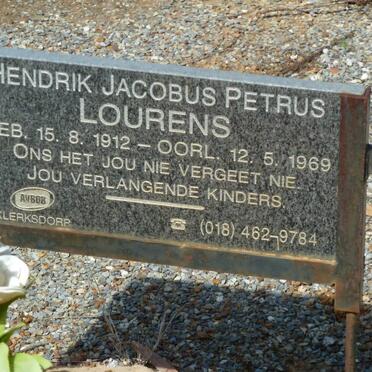 HENDRIK JACOBUS PETRUS
LOURENS
EB. 15.8.1912 – OORL. 12.5.1969
ONS HET JOU NIE VERGEET NIE.
JOU VERLANGENDE KINDERS.
AVBOB
KLERKSDORP
☎ (018) 462-9784